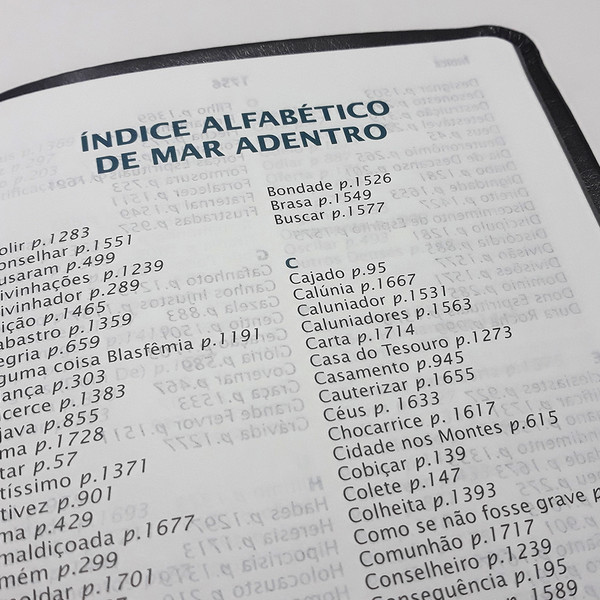 ÍNDICE ALFABÉTICO
DE MAR ADENTRO
olir p.1283
onselhar p.1551
usaram p.499
ivinhações p.1239
ivinhador p.289
ição p.1465
abastro p.1359
egria p.659
guma coisa Blasfêmia p.1191
ança p.303
icerce p.1383
java p.855
ma p.1728
tar p.57
tíssimo p.1371
tivez p.901
ma p.429
maldiçoada p.1677
mém p.299
oldar p.1701
Bondade p.1526
Brasa p.1549
Buscar p.1577
C
Cajado p.95
Calúnia p.1667
Caluniador p.1531
Caluniadores p.1563
Carta p.1714
Casa do Tesouro p.1273
Casamento p.945
Cauterizar p.1655
Céus p. 1633
Chocarrice p. 1617
Cidade nos Montes p.615
Cobiçar p.139
Colete p.147
Colheita p.1393
Como se não fosse grave p
Comunhão p.1717
Conselheiro p.1239
Consequência p.195
p.1589